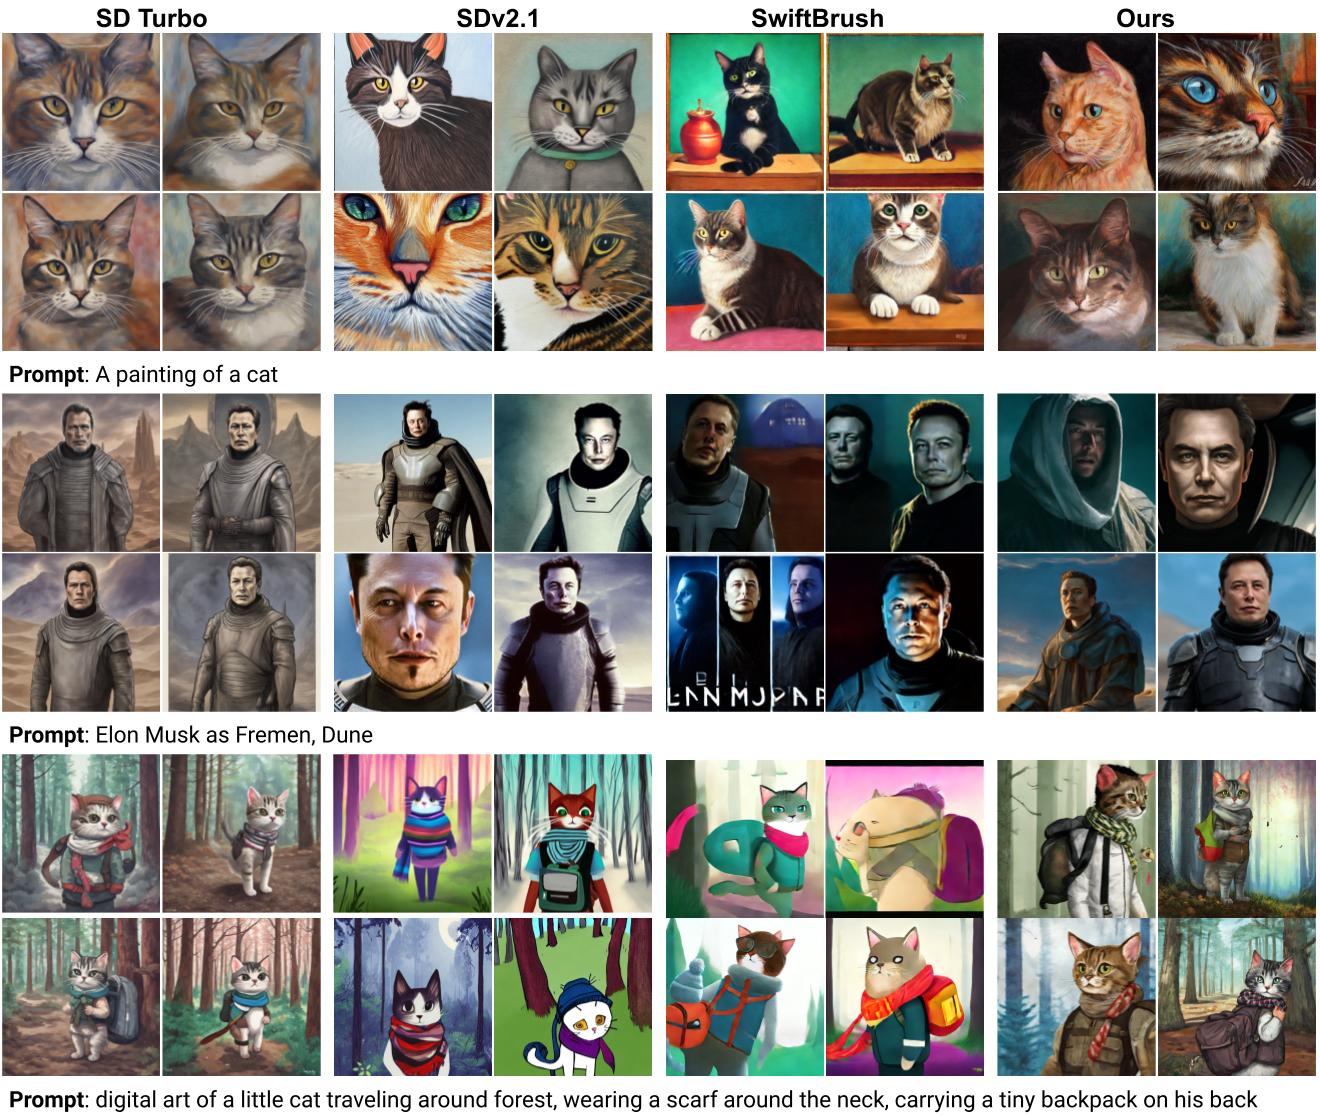 SD Turbo
SDv2.1
SwiftBrush
Ours
Prompt: A painting of a cat
Prompt: Elon Musk as Fremen, Dune
Prompt: digital art of a little cat traveling around forest, wearing a scarf around the neck, carrying a tiny backpack on his back